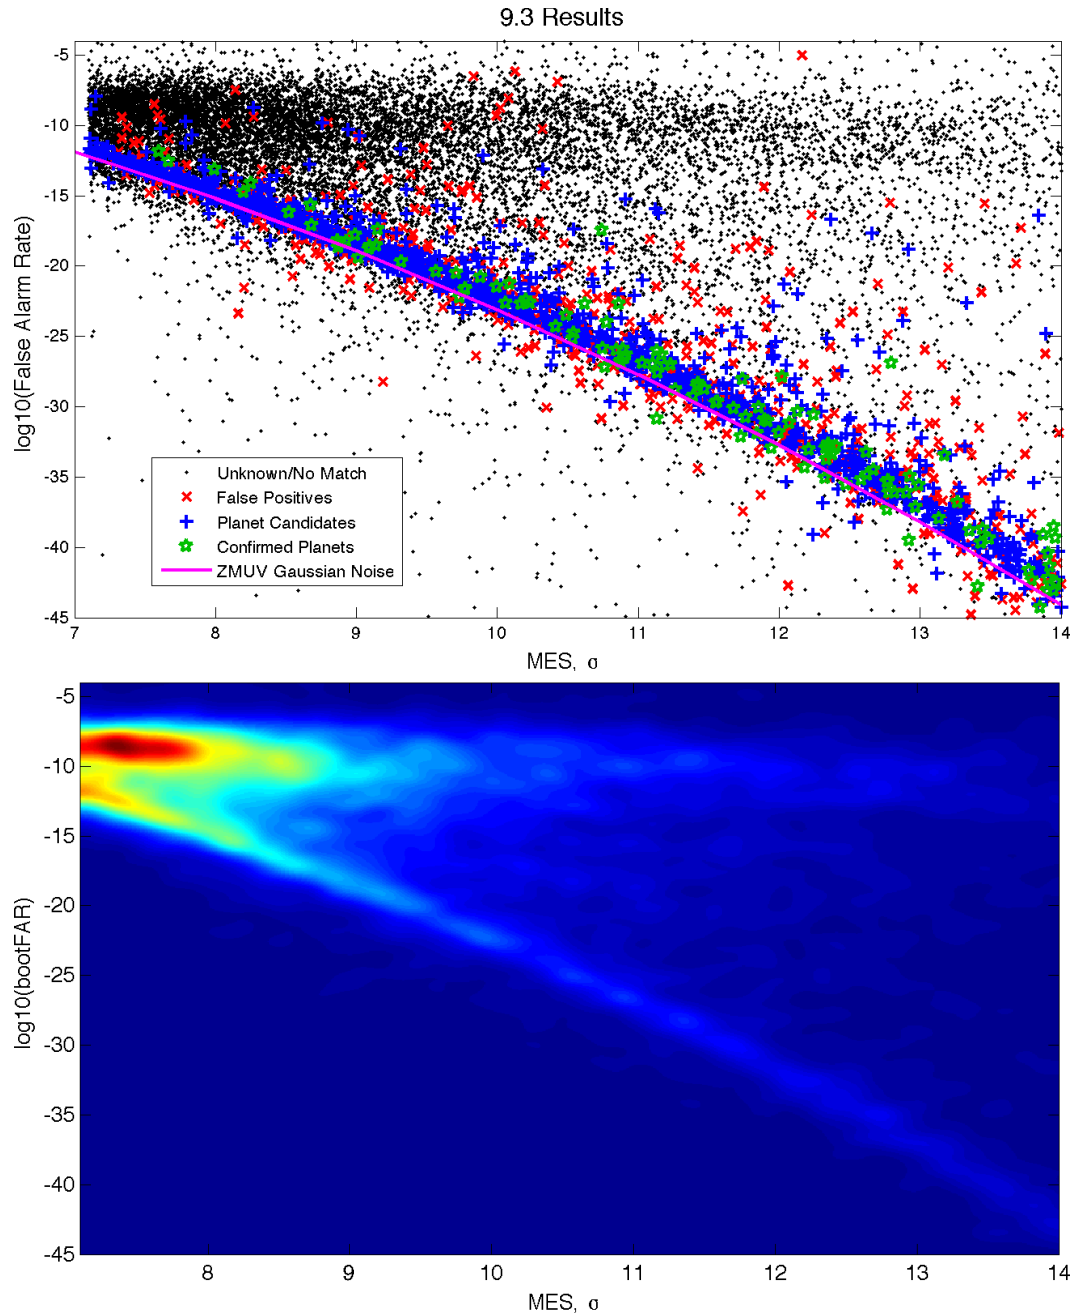 9.3 Results
-5
-10
-15
-20
-25
-30
-35
-40
-45
log10(False Alarm Rate)
Unknown/No Match
False Positives
Planet Candidates
Confirmed Planets
ZMUV Gaussian Noise
7 8 9 10 11 12 13 14
MES, σ
-5
-10
-15
-20
-25
-30
-35
-40
-45
log10(bootFAR)
8 9 10 11 12 13 14
MES, σ